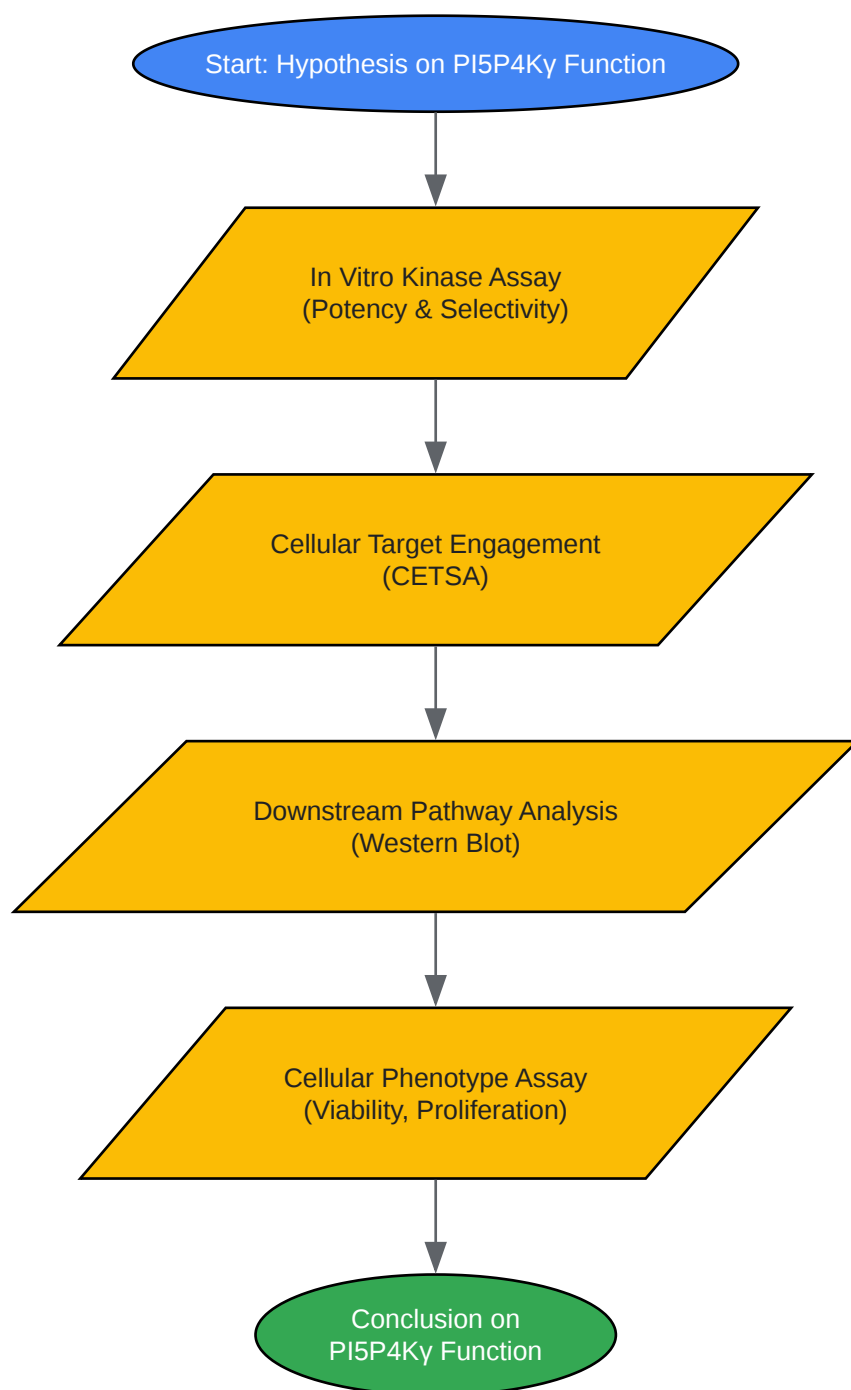 Start: Hypothesis on PI5P4Kγ Function
In Vitro Kinase Assay
(Potency & Selectivity)
Cellular Target Engagement
(CETSA)
Downstream Pathway Analysis
(Western Blot)
Cellular Phenotype Assay
(Viability, Proliferation)
Conclusion on
PI5P4Kγ Function